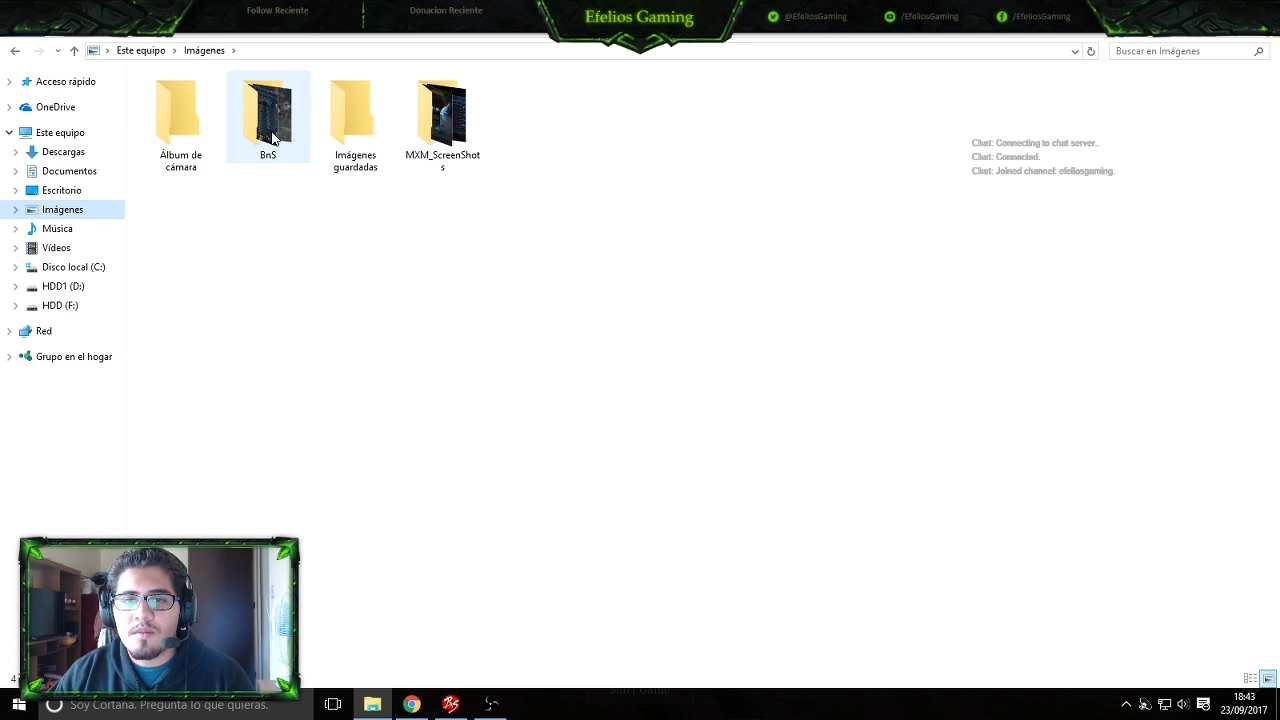 Follow Reciente
Donacion Reciente
Efelios Gaming
@EfeliosGaming
/EfeliosGaming
/EfeliosGaming
Este equipo
Imágenes
Buscar en Imágenes
Acceso rápido
OneDrive
Este equipo
Descargas
Documentos
Escritorio
Imágenes
Música
Vídeos
Disco local (C:)
HDD1 (D:)
HDD (F:)
Red
Grupo en el hogar
Álbum de
cámara
BnS
Imágenes
guardadas
MXM_ScreenShot
s
Chat: Connecting to chat server..
Chat: Connected.
Chat: Joined channel: efeliosgaming.
4
Start Game
Soy Cortana. Pregunta lo que quieras.
18:43
23/09/2017